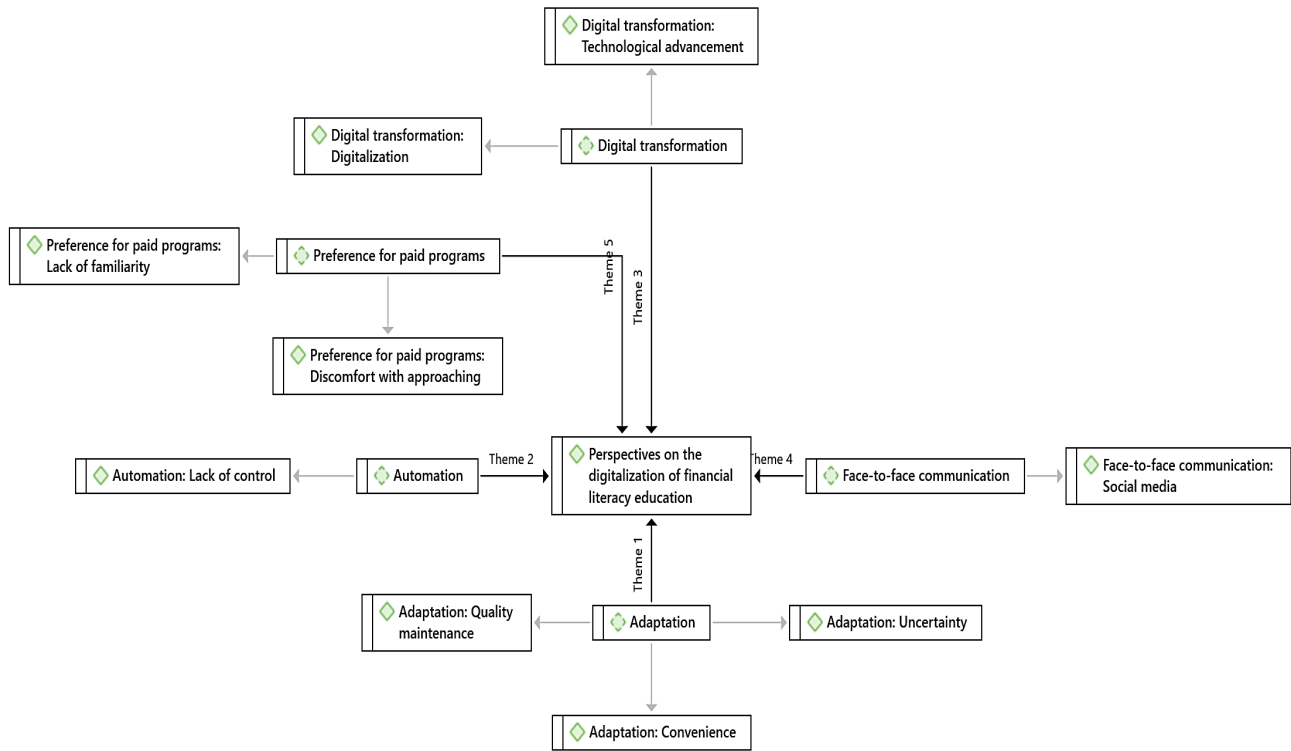 Digital transformation:
Technological advancement
Digital transformation:
Digitalization
Digital transformation
Preference for paid programs:
Lack of familiarity
Preference for paid programs
Theme 5
Theme 3
Preference for paid programs:
Discomfort with approaching
Automation: Lack of control
Automation
Theme 2
Perspectives on the
digitalization of financial
literacy education
Theme 4
Face-to-face communication
Face-to-face communication:
Social media
Theme 1
Adaptation: Quality
maintenance
Adaptation
Adaptation: Uncertainty
Adaptation: Convenience